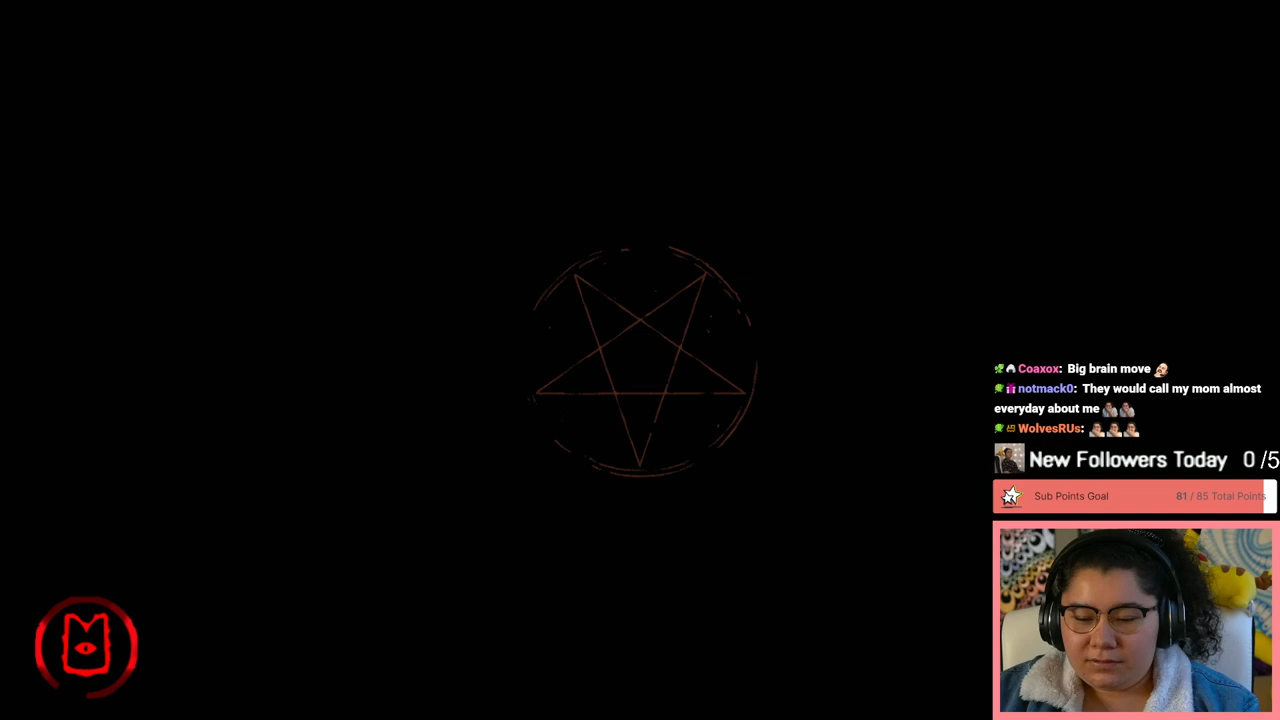 Coaxox: Big brain move
notmack0: They would call my mom almost
everyday about me
WolvesRUs:
New Followers Today 0 /5
Sub Points Goal 81 / 85 Total Points